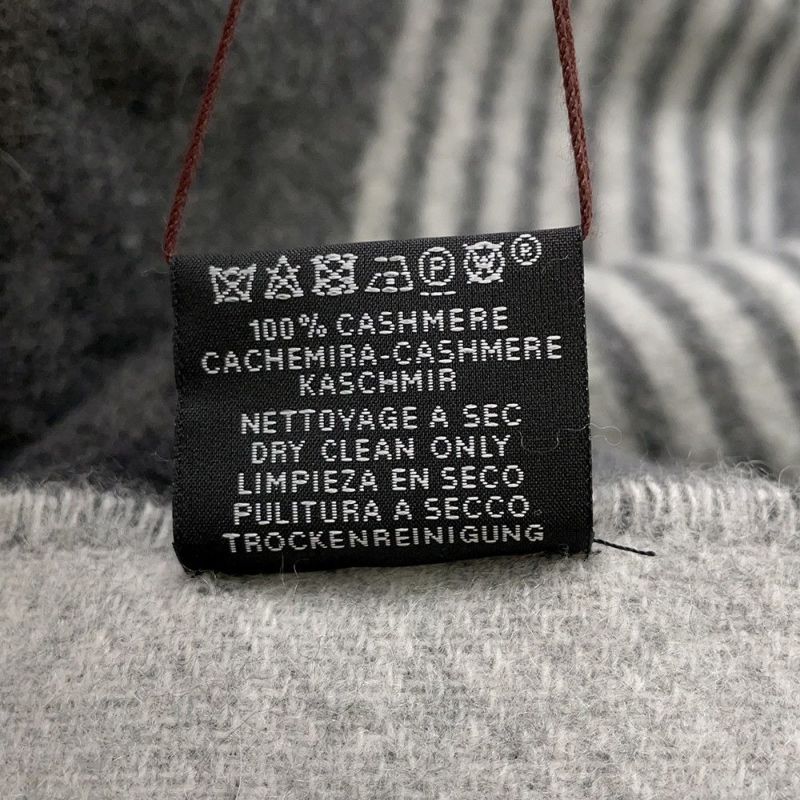 P W ®
100% CASHMERE
CACHEMIRA-CASHMERE
KASCHMIR
NETTOYAGE A SEC
DRY CLEAN ONLY
LIMPIEZA EN SECO
PULITURA A SECCO
TROCKENREINIGUNG